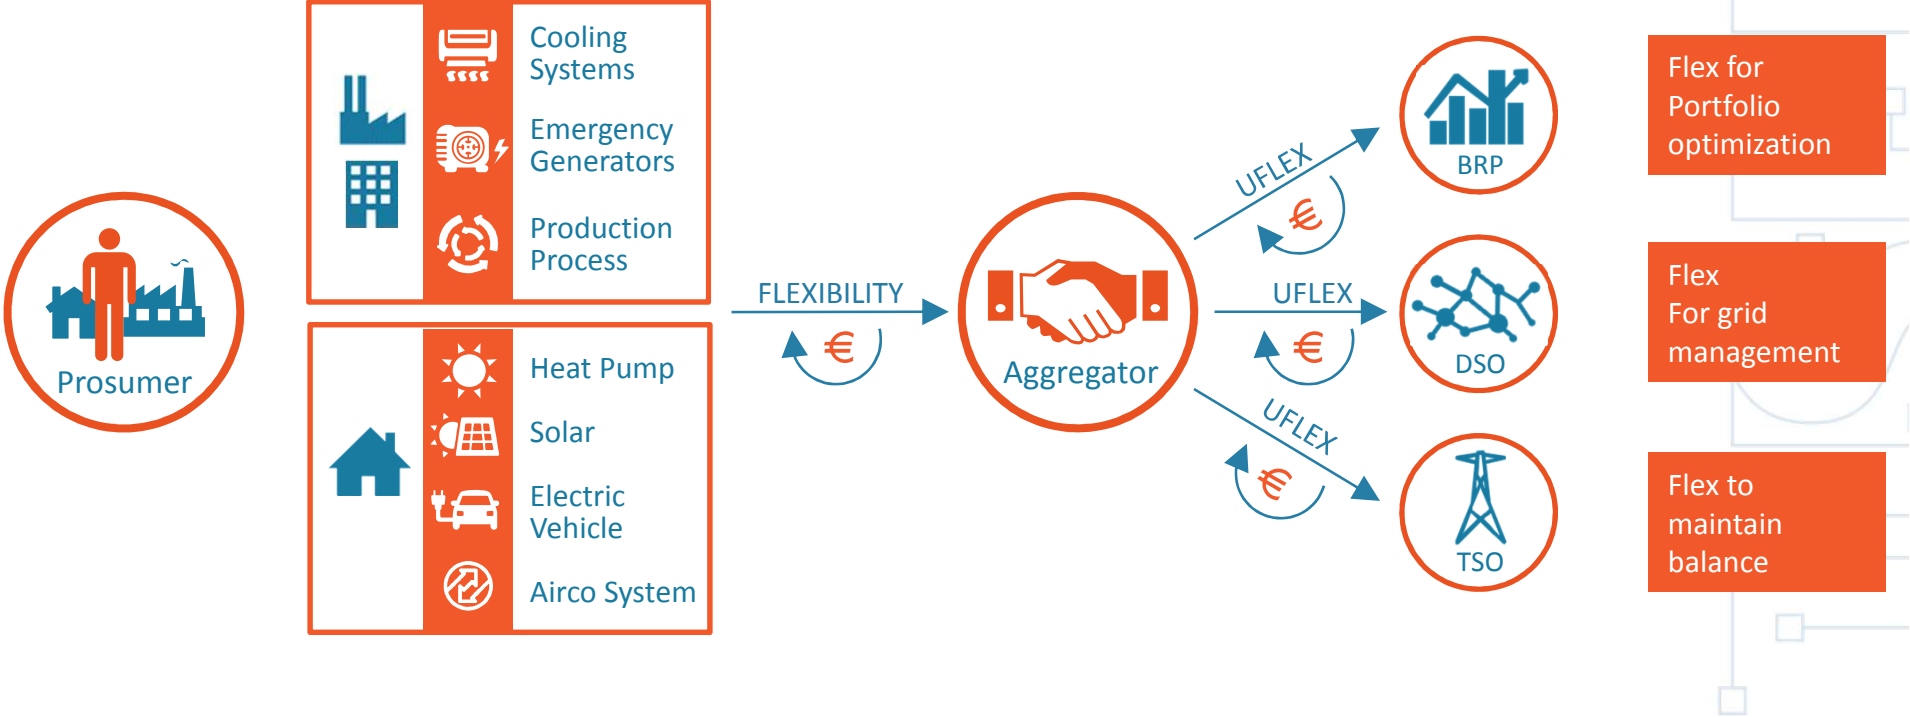 Prosumer
Cooling
Systems
Emergency
Generators
Production
Process
Heat Pump
Solar
Electric
Vehicle
Airco System
FLEXIBILITY
€
Aggregator
UFLEX
€
BRP
Flex for
Portfolio
optimization
UFLEX
€
DSO
Flex
For grid
management
UFLEX
€
TSO
Flex to
maintain
balance